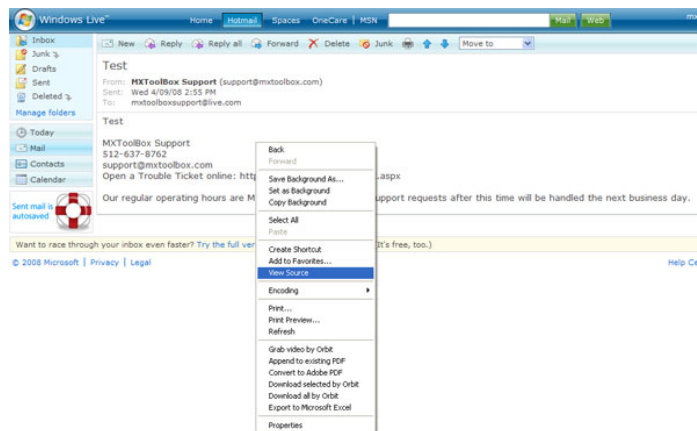 Windows Live™ Home Hotmail Spaces OneCare | MSN Mail Web
Inbox
Junk
Drafts
Sent
Deleted
Manage folders
Today
Mail
Contacts
Calendar
Sent mail is
autosaved
New Reply Reply all Forward Delete Junk Move to
Test
From: MXToolBox Support (support@mxtoolbox.com)
Sent: Wed 4/09/08 2:55 PM
To: mxtoolboxsupport@live.com
Test
MXToolBox Support
512-637-8762
support@mxtoolbox.com
Open a Trouble Ticket online: http .aspx
Our regular operating hours are M upport requests after this time will be handled the next business day.
Back
Forward
Save Background As...
Set as Background
Copy Background
Select All
Paste
Create Shortcut
Add to Favorites...
View Source
Encoding
Print...
Print Preview...
Refresh
Grab video by Orbit
Append to existing PDF
Convert to Adobe PDF
Download selected by Orbit
Download all by Orbit
Export to Microsoft Excel
Properties
Want to race through your inbox even faster? Try the full ver It's free, too.)
© 2008 Microsoft | Privacy | Legal Help Ce